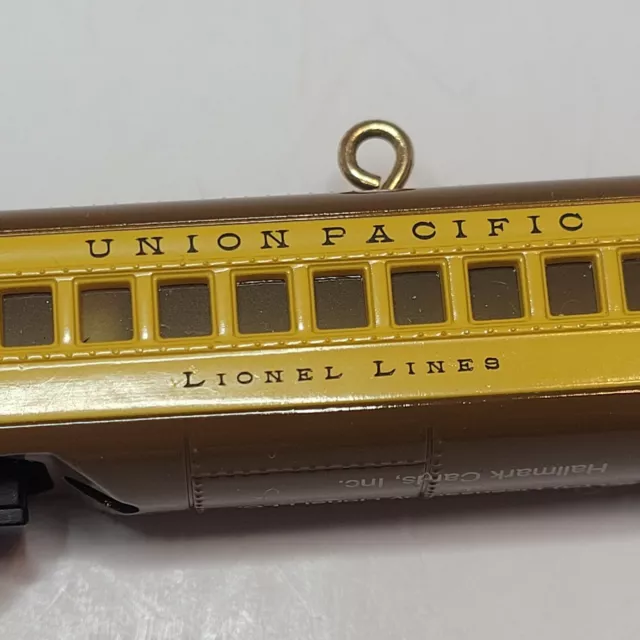 UNION PACIFIC
LIONEL LINES
Hallmark Cards, Inc.